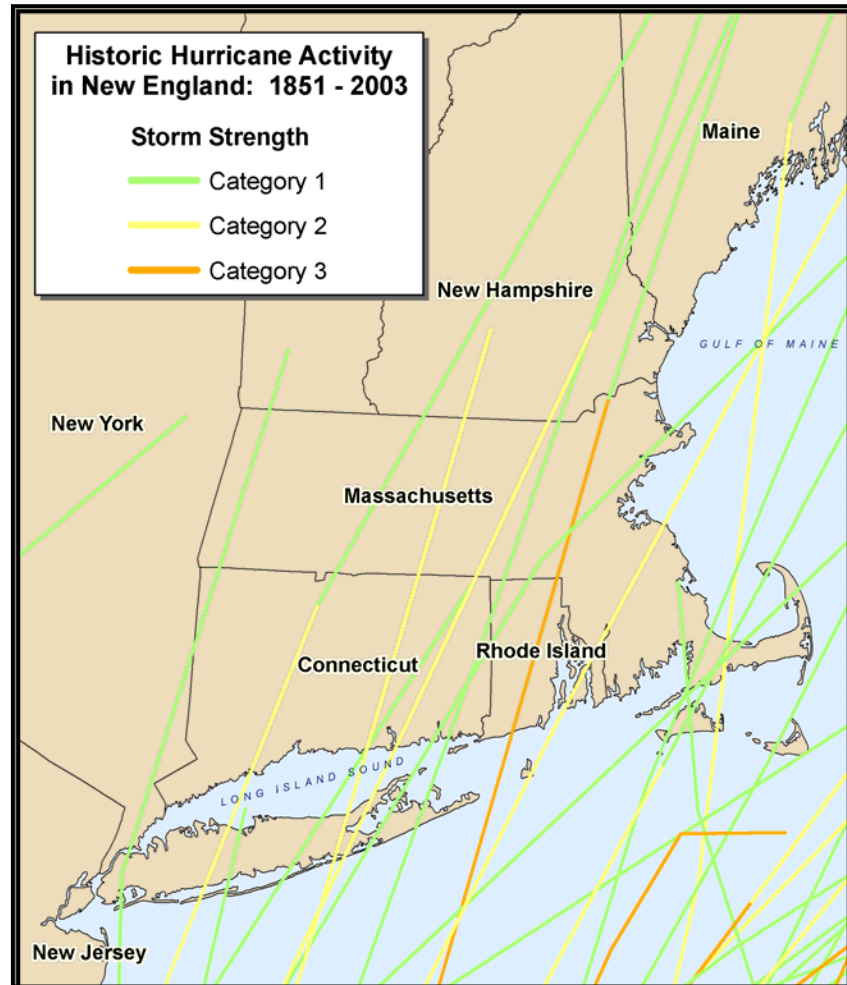 Historic Hurricane Activity
in New England: 1851 - 2003
Storm Strength
Category 1
Category 2
Category 3
Maine
New Hampshire
GULF OF MAINE
New York
Massachusetts
Connecticut
Rhode Island
LONG ISLAND SOUND
New Jersey